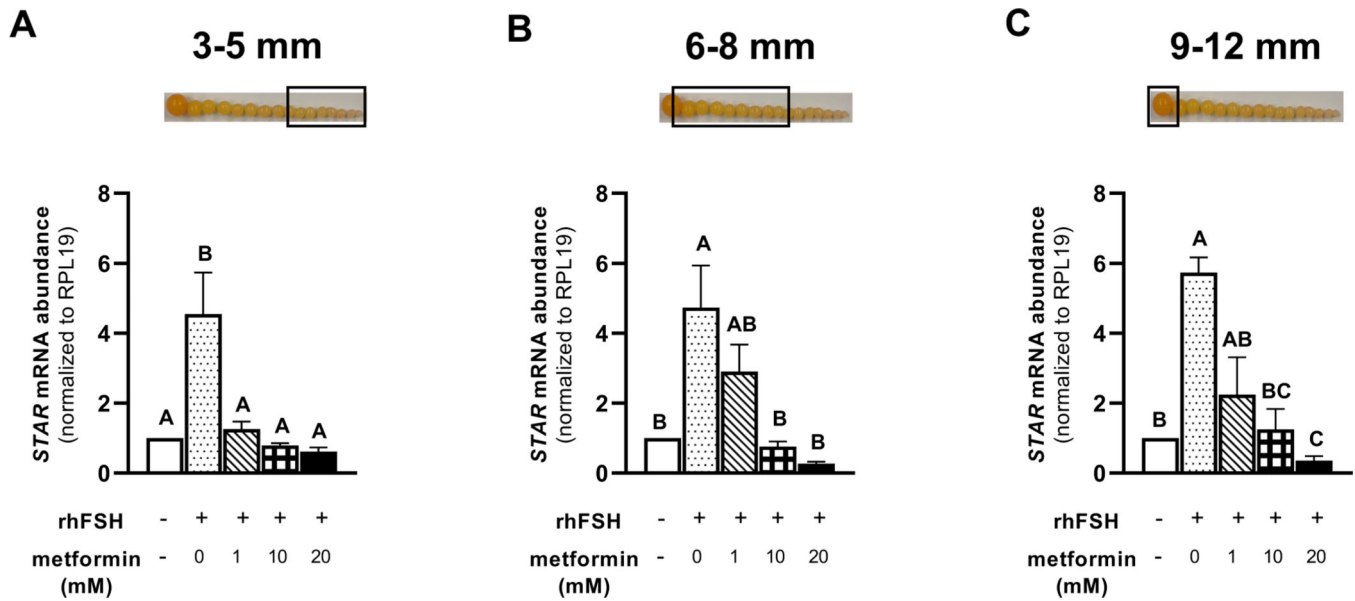 A
3-5 mm
STAR mRNA abundance
(normalized to RPL19)
8
6
4
2
0
A
B
A
A
A
rhFSH - + + + +
metformin - 0 1 10 20
(mM)
B
6-8 mm
STAR mRNA abundance
(normalized to RPL19)
8
6
4
2
0
B
A
AB
B
B
rhFSH - + + + +
metformin - 0 1 10 20
(mM)
C
9-12 mm
STAR mRNA abundance
(normalized to RPL19)
8
6
4
2
0
B
A
AB
BC
C
rhFSH - + + + +
metformin - 0 1 10 20
(mM)